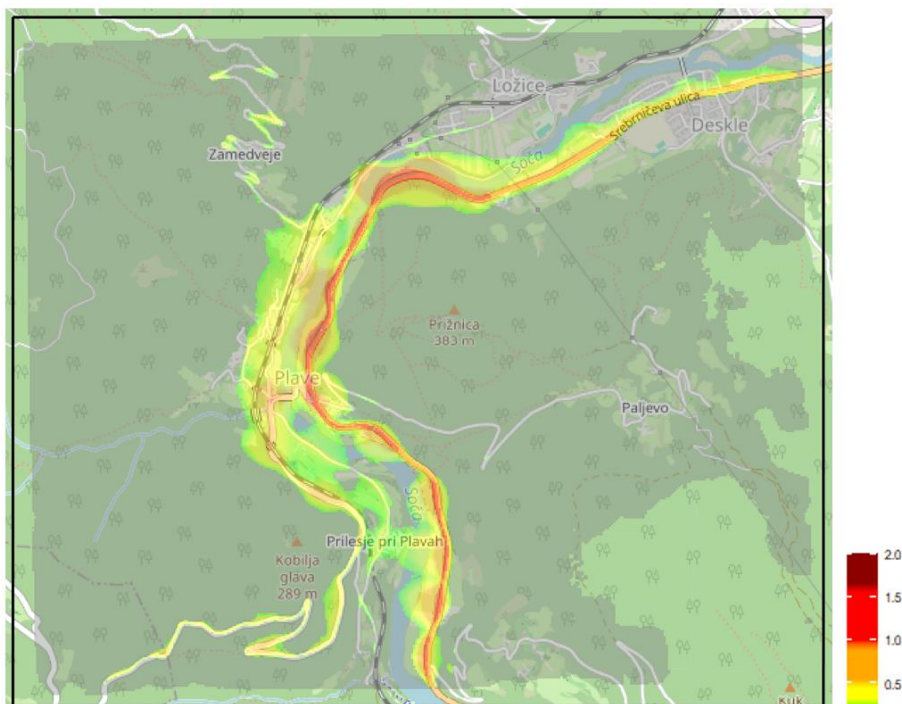 Ložice
Srebrničeva ulica
Deskle
Soča
Zamedveje
Prižnica
383 m
Plave
Paljevo
Soča
Prilesje pri Plavah
Kobilja
glava
289 m
2.0
1.5
1.0
0.5
Kuk